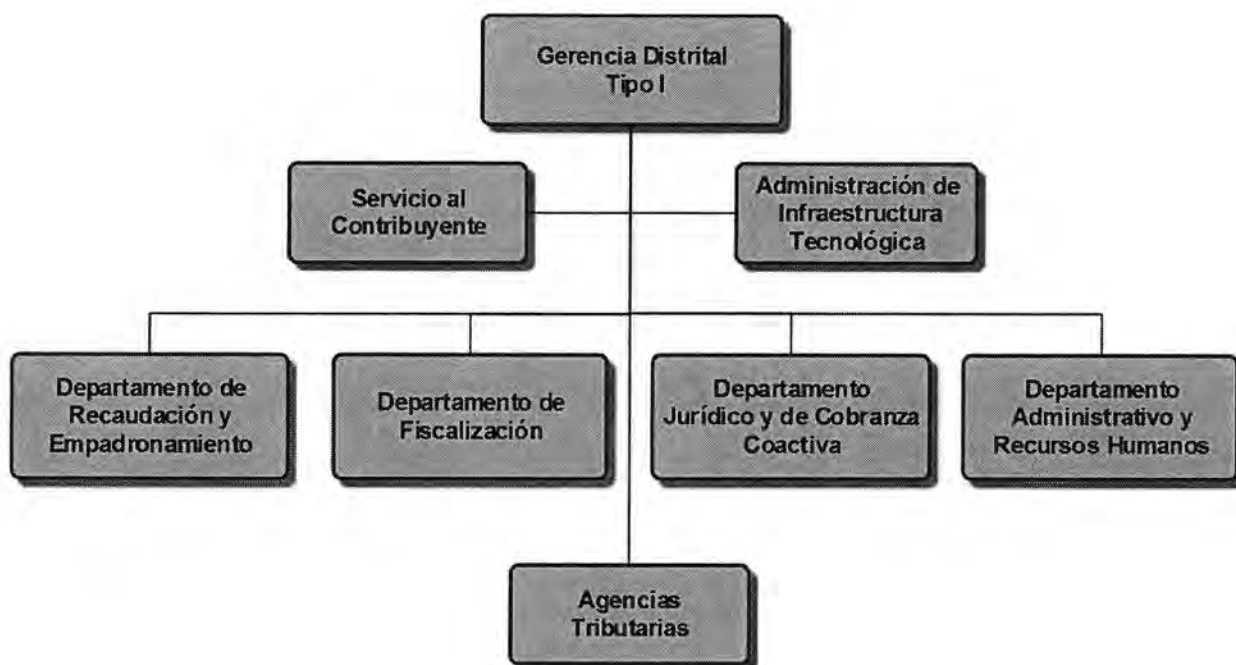 Gerencia Distrital
Tipo I
Servicio al
Contribuyente
Administración de
Infraestructura
Tecnológica
Departamento de
Recaudación y
Empadronamiento
Departamento de
Fiscalización
Departamento
Jurídico y de Cobranza
Coactiva
Departamento
Administrativo y
Recursos Humanos
Agencias
Tributarias